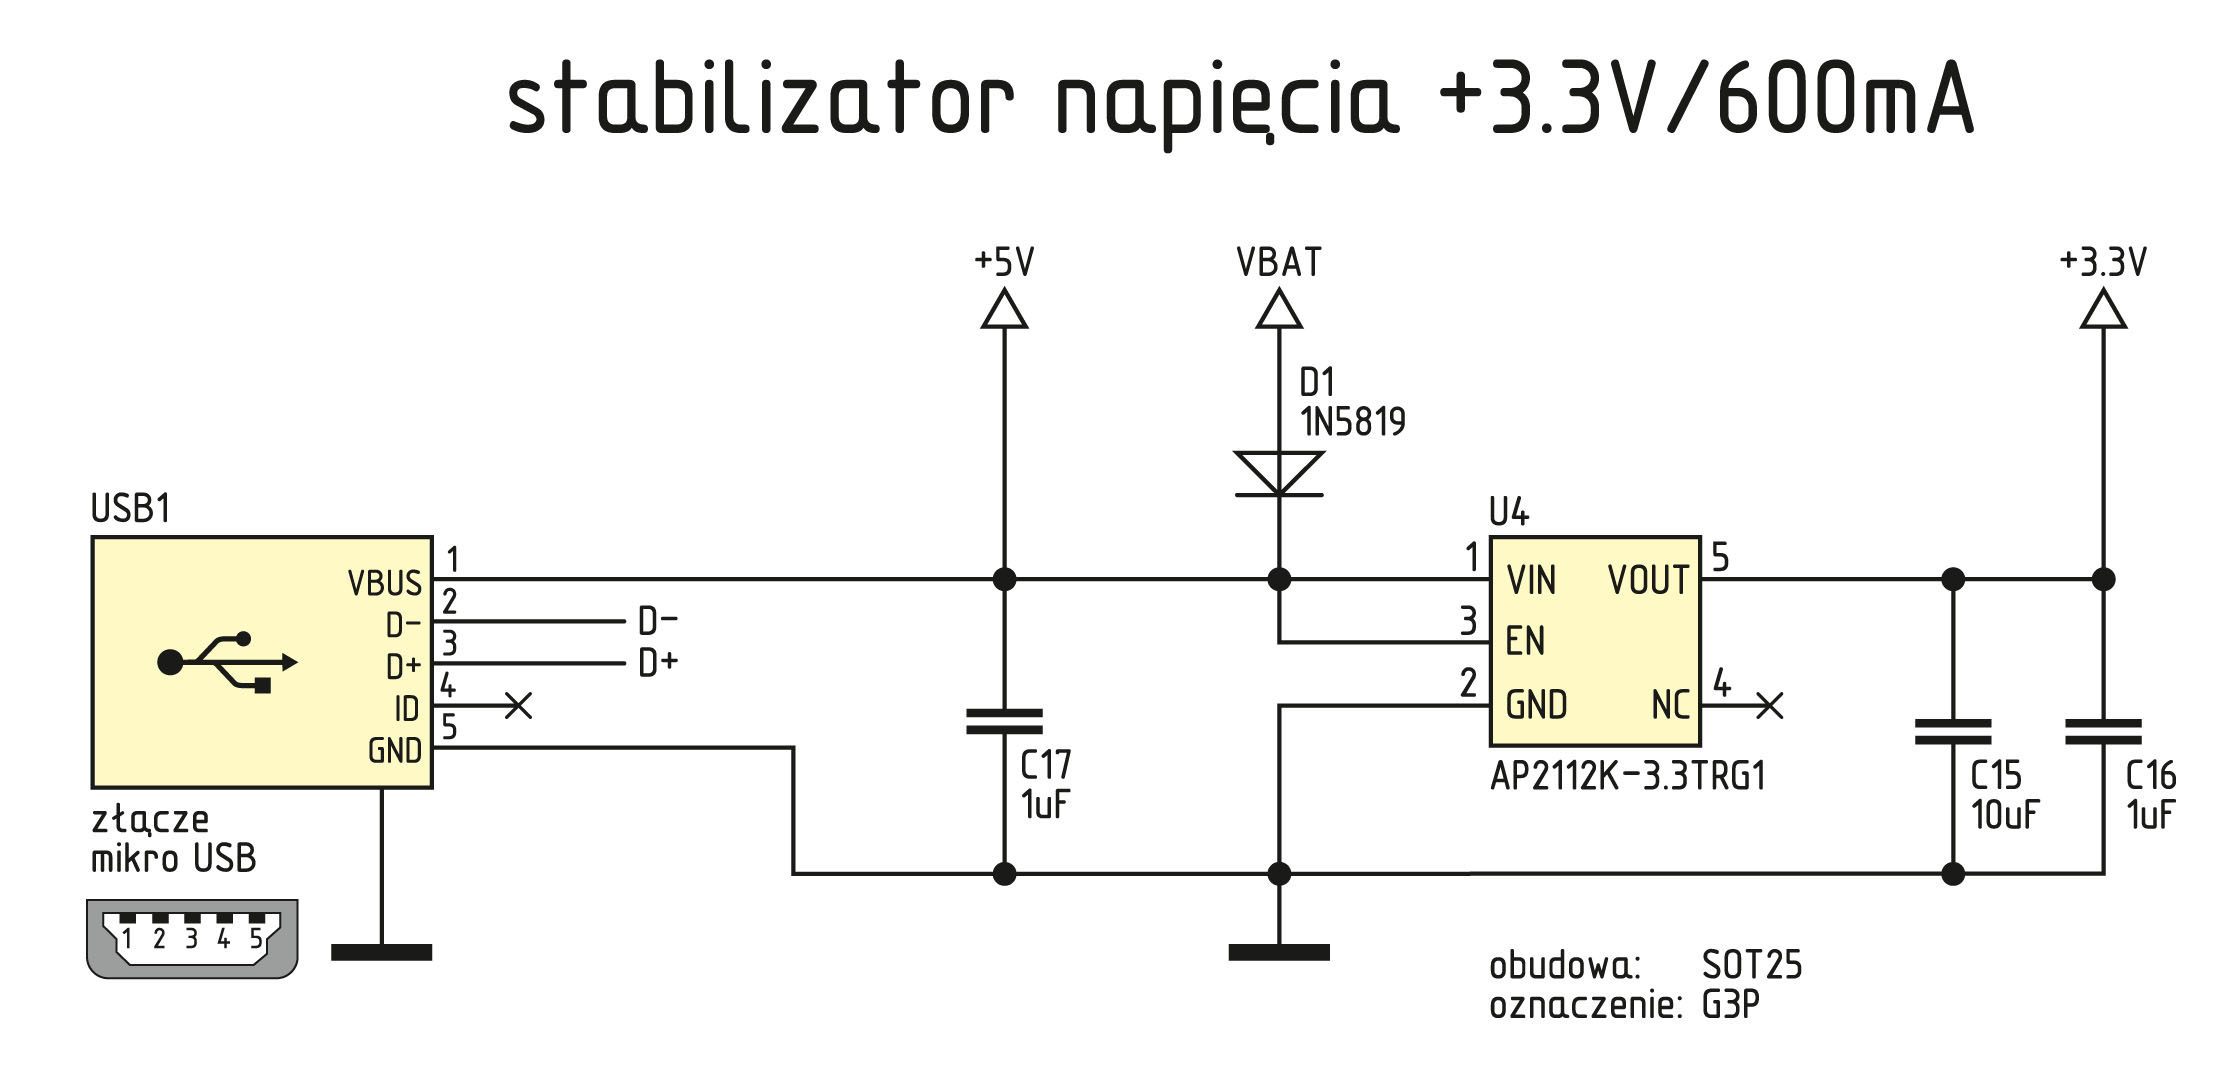 stabilizator napięcia +3.3V/600mA
+5V
VBAT
+3.3V
D1
1N5819
USB1
VBUS 1
D- 2
D- 
D+ 3
D+
ID 4
GND 5
U4
1 VIN
VOUT 5
3 EN
2 GND
NC 4
AP2112K-3.3TRG1
C17
1uF
C15
10uF
C16
1uF
złącze
mikro USB
1 2 3 4 5
obudowa: SOT25
oznaczenie: G3P